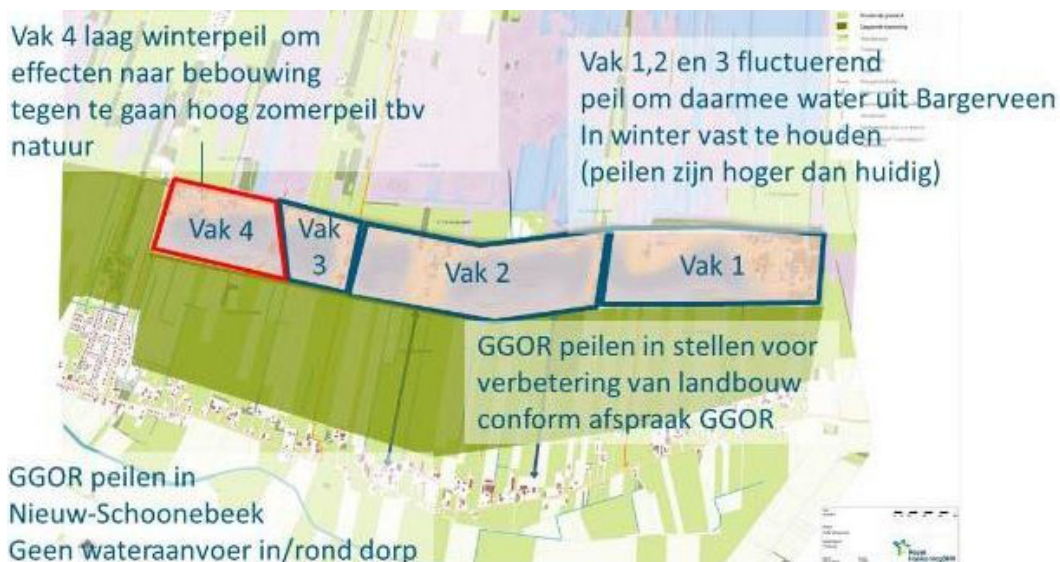 Vak 4 laag winterpeil om
effecten naar bebouwing
tegen te gaan hoog zomerpeil tbv
natuur
Vak 1,2 en 3 fluctuerend
peil om daarmee water uit Bargerveen
In winter vast te houden
(peilen zijn hoger dan huidig)
Vak 4
Vak
3
Vak 2
Vak 1
GGOR peilen in stellen voor
verbetering van landbouw
conform afspraak GGOR
GGOR peilen in
Nieuw-Schoonebeek
Geen wateraanvoer in/rond dorp